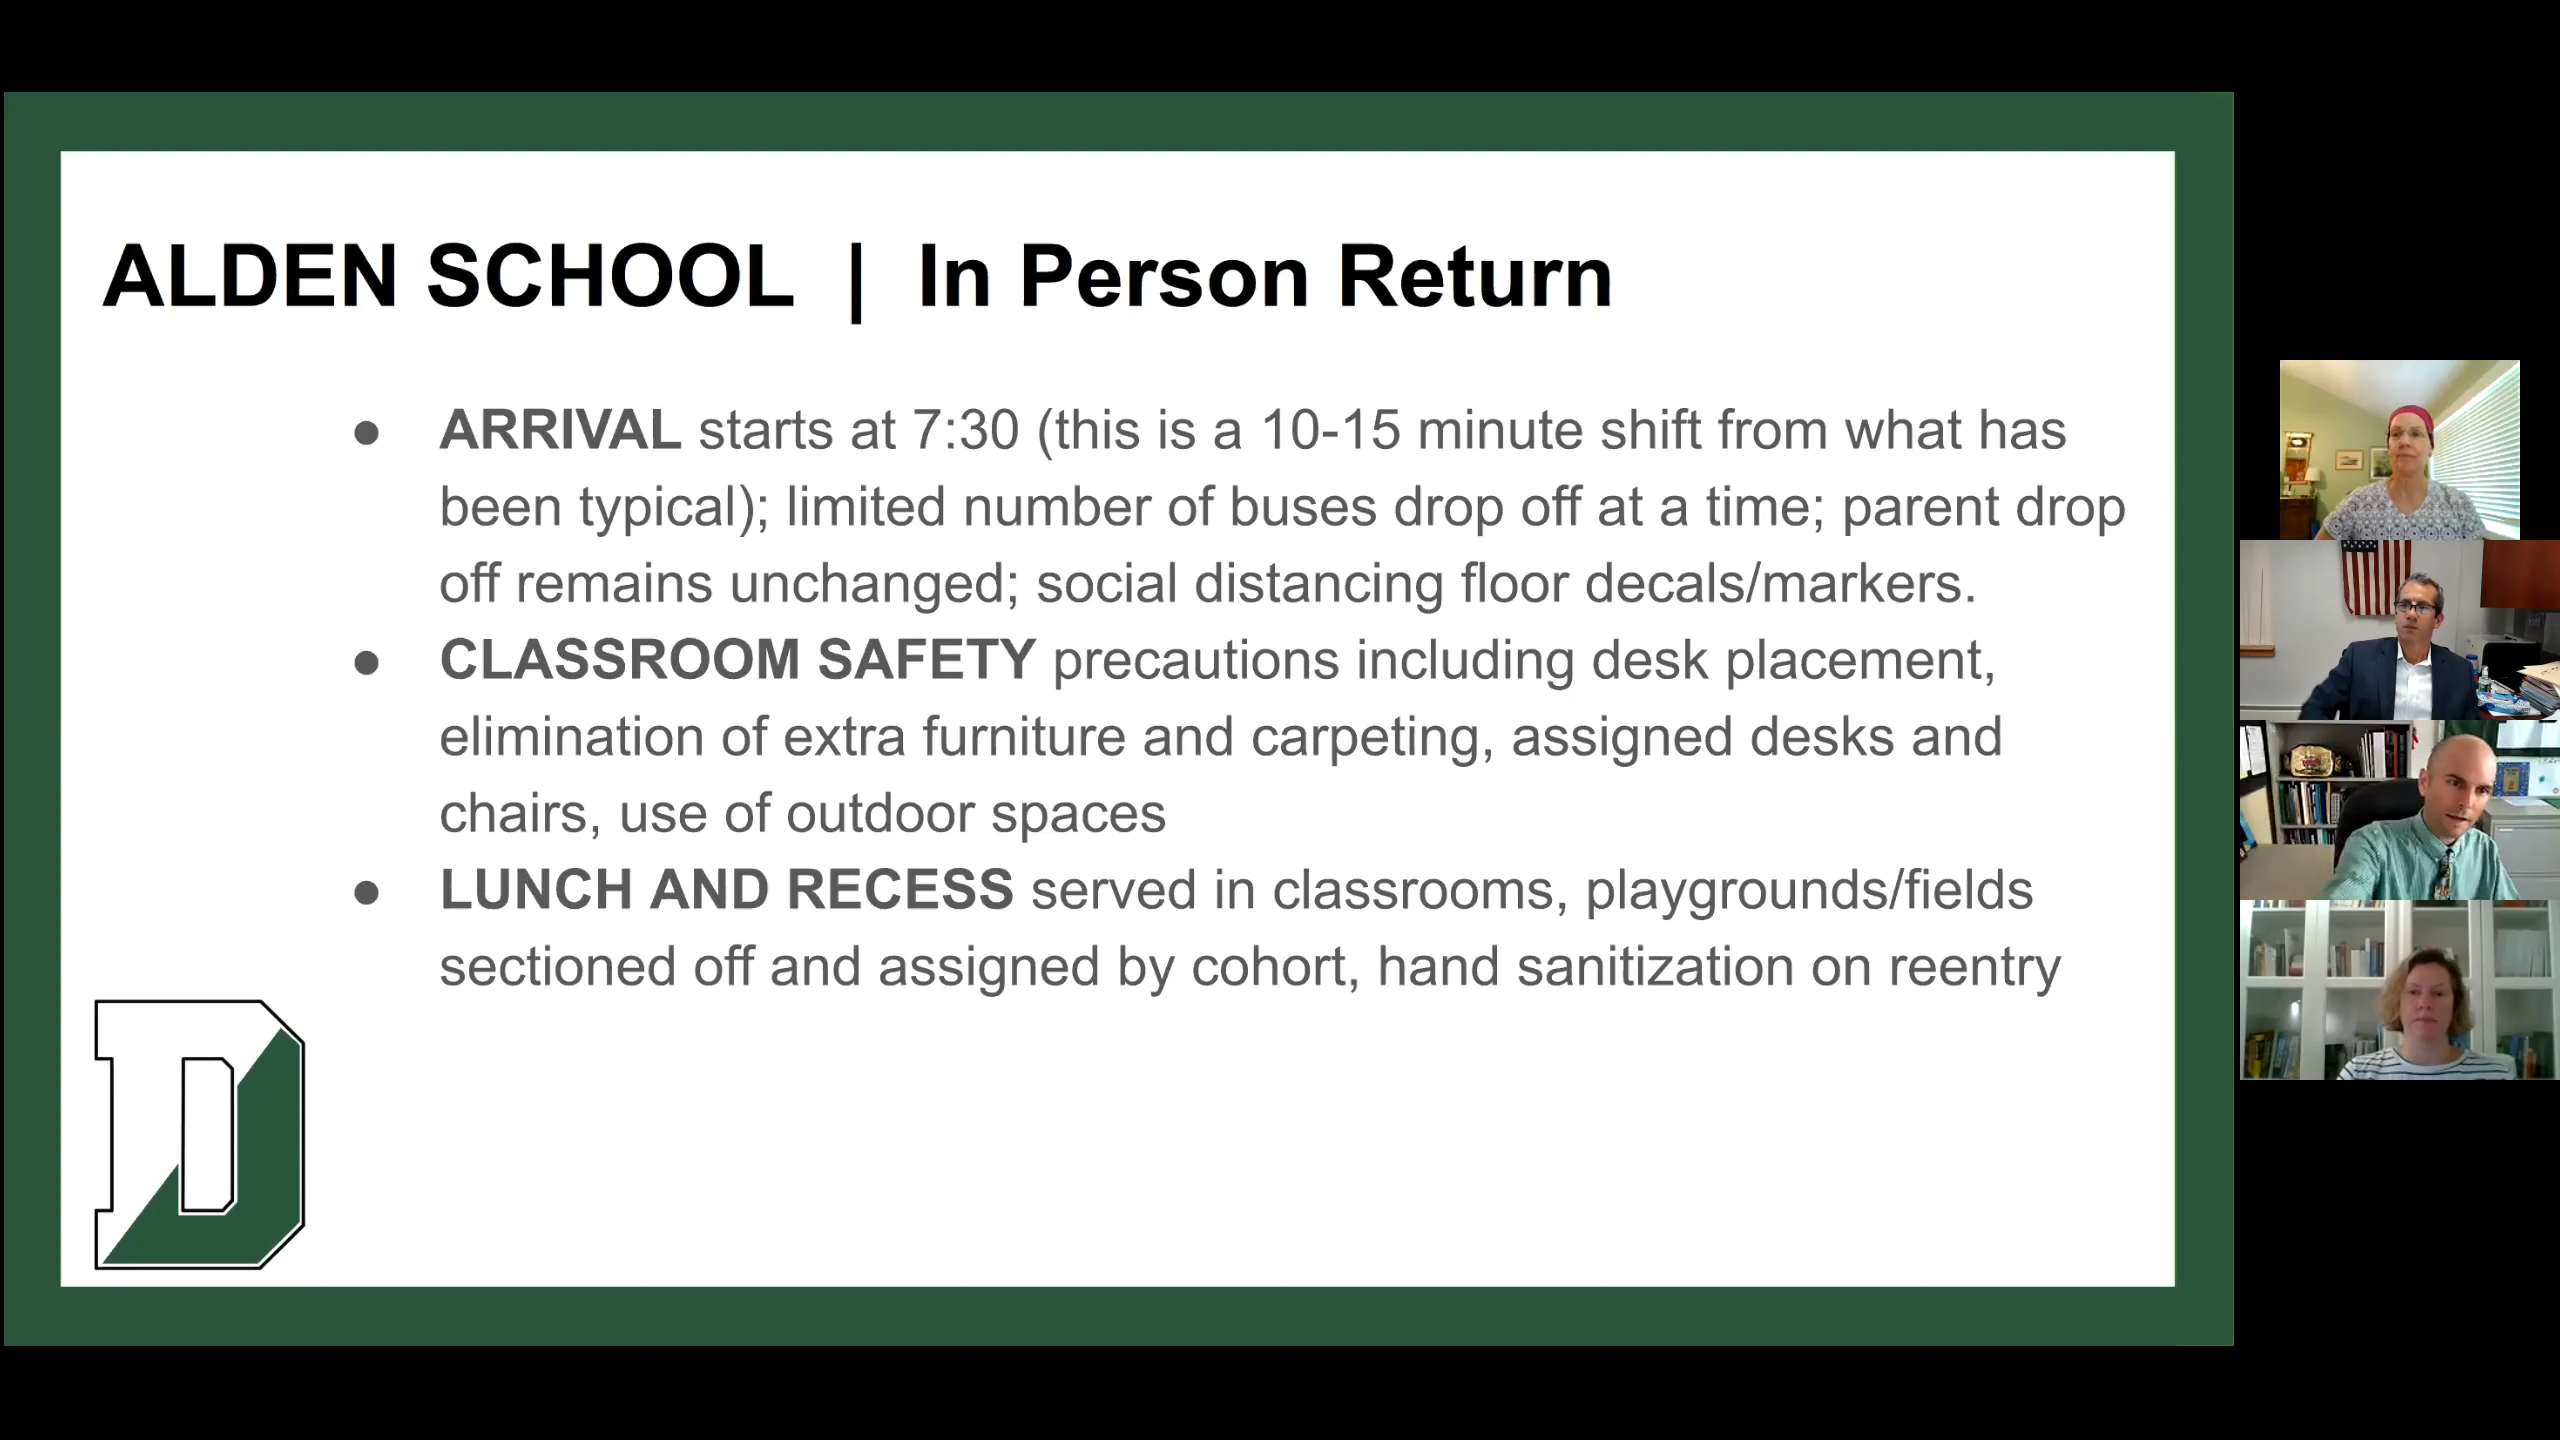 ALDEN SCHOOL | In Person Return
● ARRIVAL starts at 7:30 (this is a 10-15 minute shift from what has
been typical); limited number of buses drop off at a time; parent drop
off remains unchanged; social distancing floor decals/markers.
● CLASSROOM SAFETY precautions including desk placement,
elimination of extra furniture and carpeting, assigned desks and
chairs, use of outdoor spaces
● LUNCH AND RECESS served in classrooms, playgrounds/fields
sectioned off and assigned by cohort, hand sanitization on reentry
D